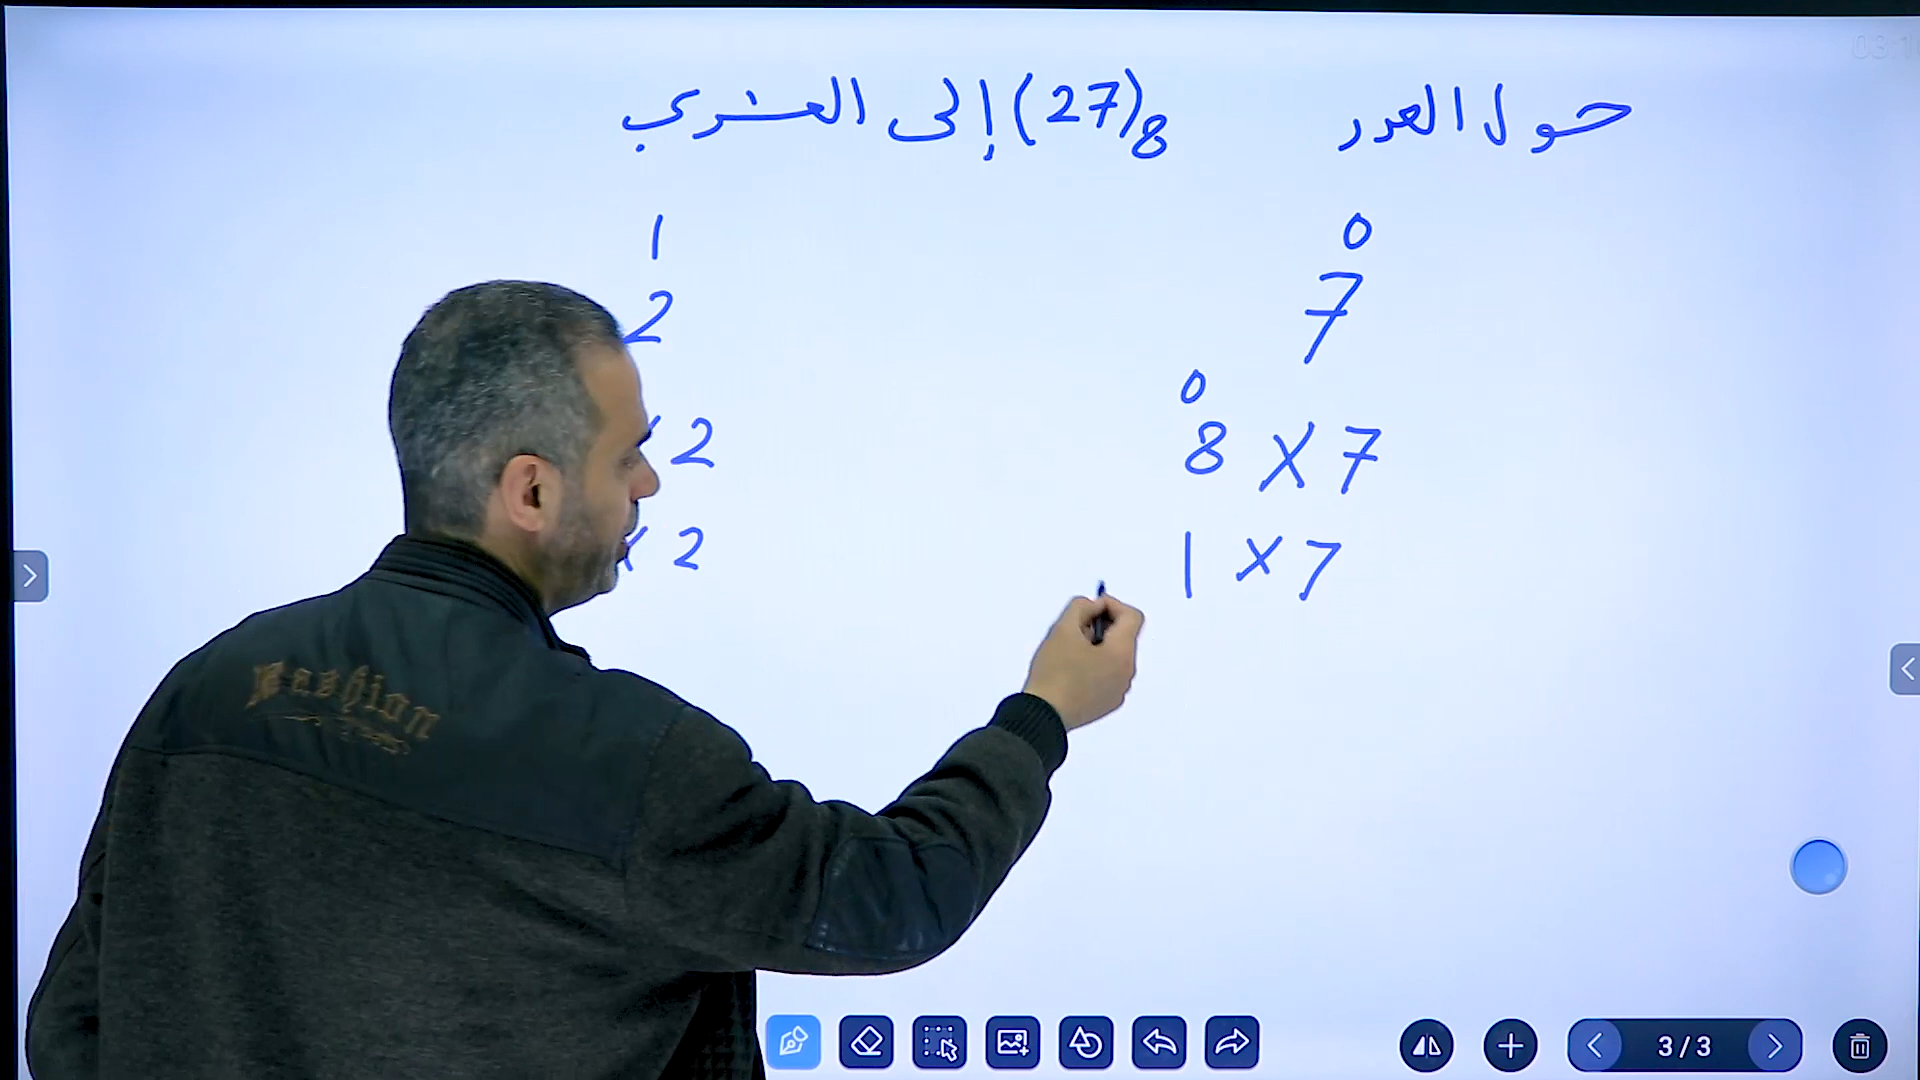 حول العدد (27)8 إلى العشري
1 0
2 7
0
× 2 8 × 7
× 2 1 × 7
Fashion
3/3